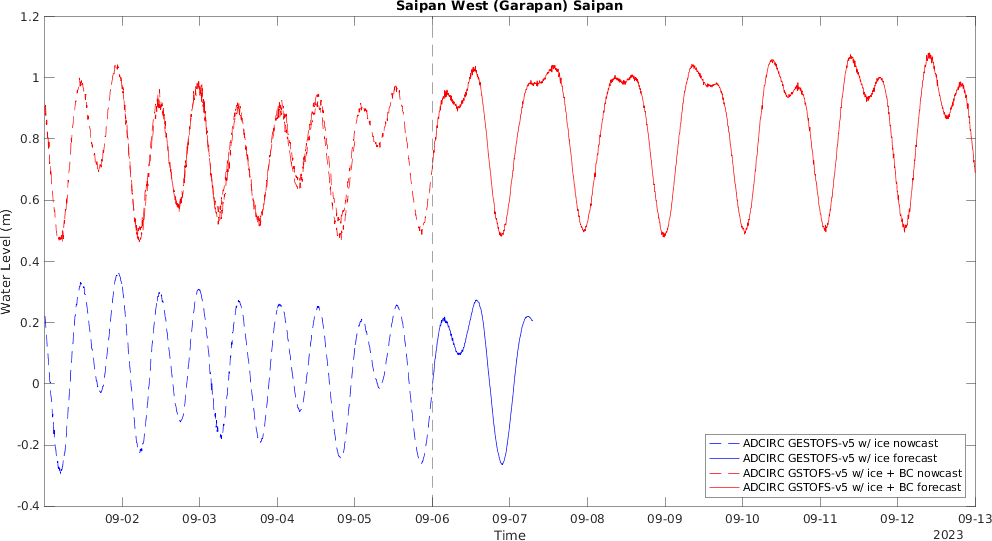 Saipan West (Garapan) Saipan
1.2
1
0.8
0.6
0.4
0.2
0
-0.2
-0.4
Water Level (m)
ADCIRC GESTOFS-v5 w/ ice nowcast
ADCIRC GESTOFS-v5 w/ ice forecast
ADCIRC GSTOFS-v5 w/ ice + BC nowcast
ADCIRC GSTOFS-v5 w/ ice + BC forecast
09-02 09-03 09-04 09-05 09-06 09-07 09-08 09-09 09-10 09-11 09-12 09-13
Time
2023